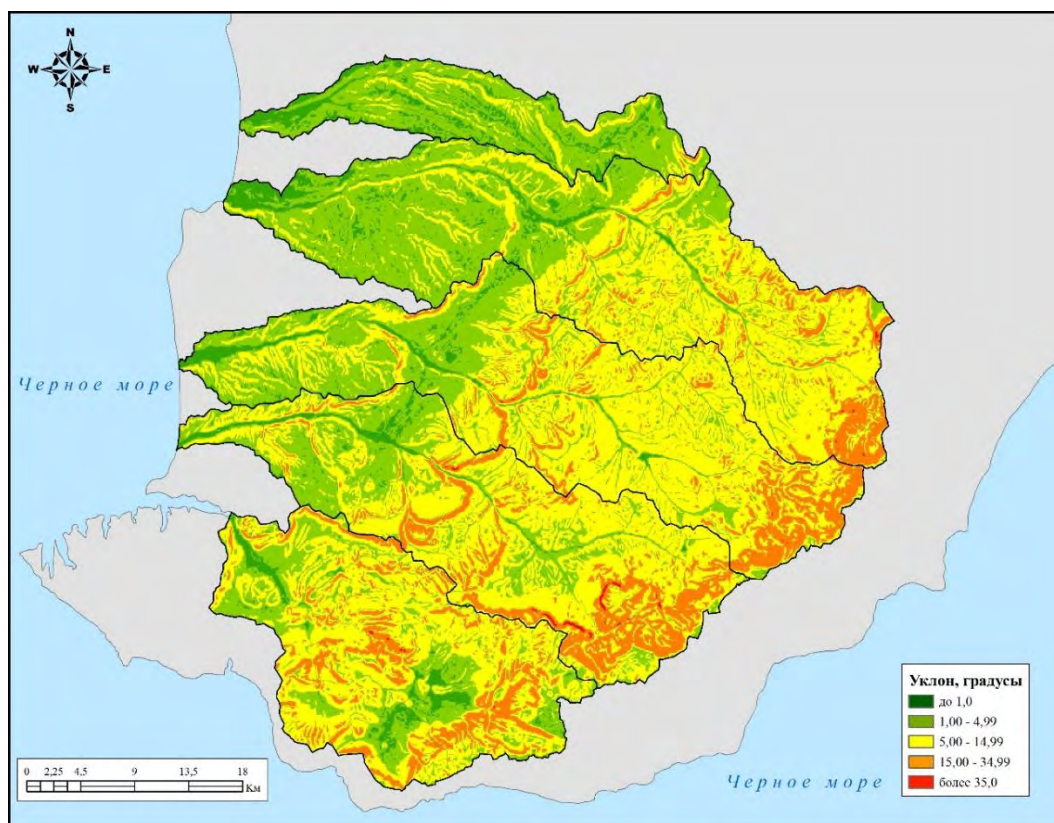 N
W E
S
Черное море
Уклон, градусы
до 1,0
1,00 - 4,99
5,00 - 14,99
15,00 - 34,99
более 35,0
0 2,25 4,5 9 13,5 18
Км
Черное море